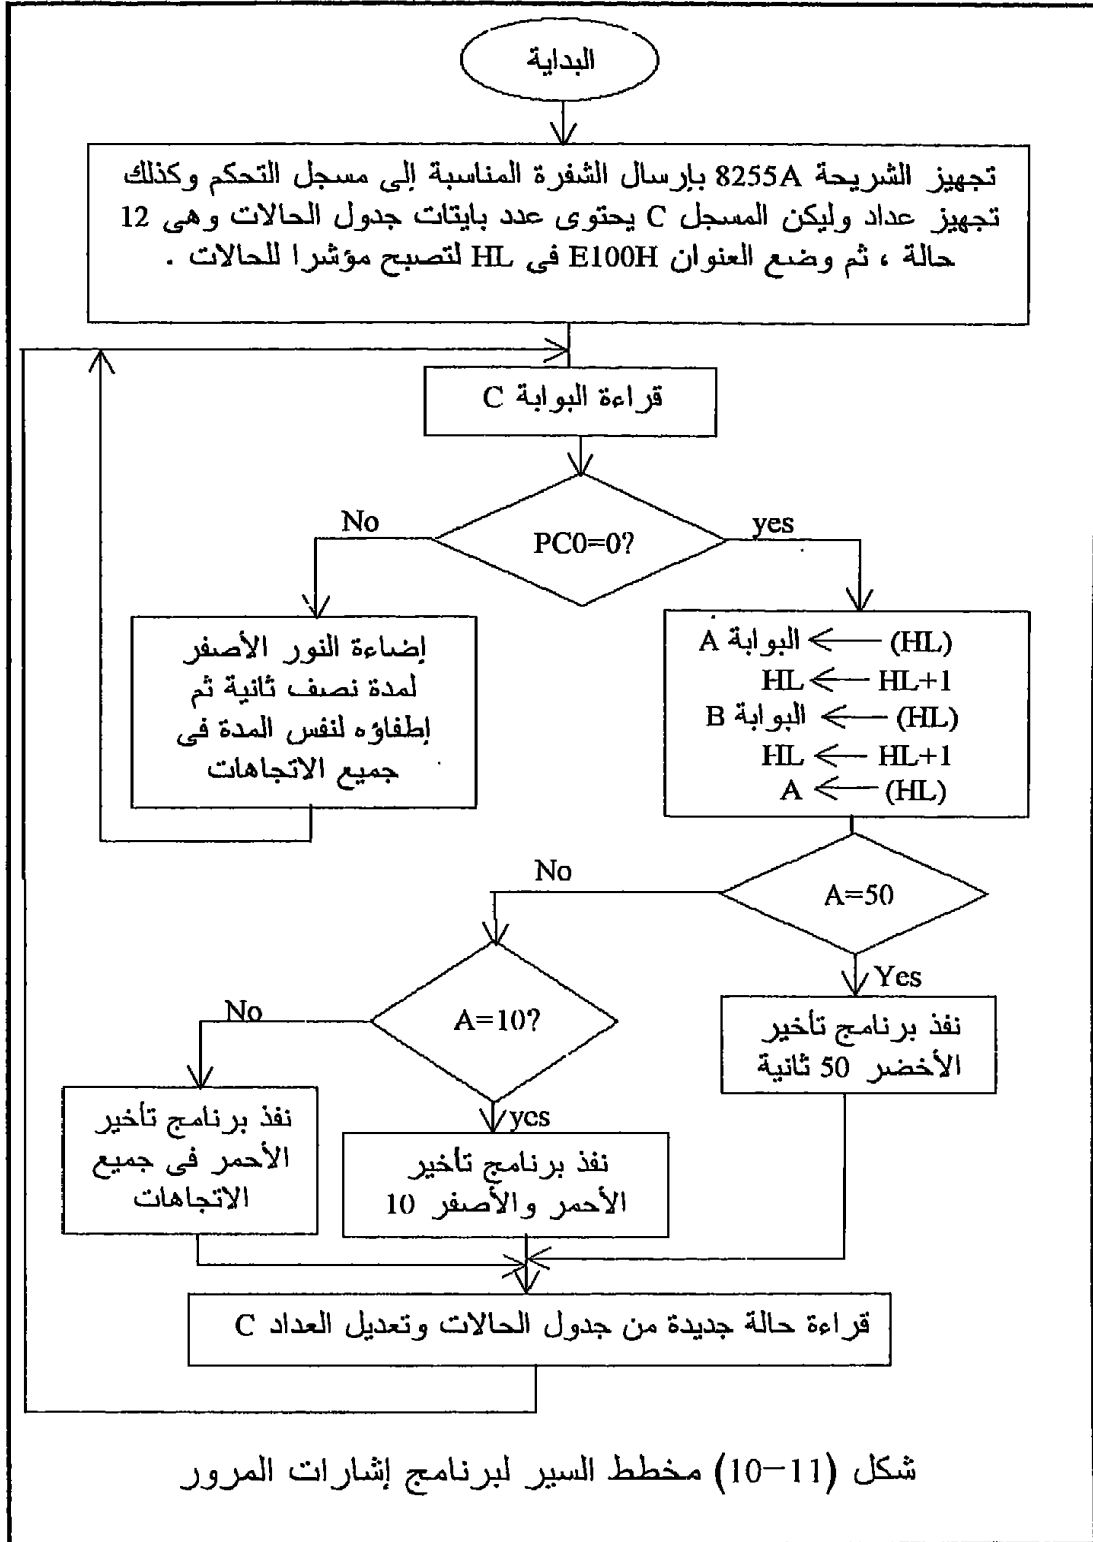 البداية
تجهيز الشريحة 8255A بإرسال الشفرة المناسبة إلى مسجل التحكم وكذلك
تجهيز عداد وليكن المسجل C يحتوى عدد بايتات جدول الحالات وهى 12
حالة ، ثم وضع العنوان E100H فى HL لتصبح مؤشرا للحالات .
قراءة البوابة C
PC0=0?
No
yes
إضاءة النور الأصفر
لمدة نصف ثانية ثم
إطفاؤه لنفس المدة فى
جميع الاتجاهات
البوابة A ← (HL)
HL ← HL+1
البوابة B ← (HL)
HL ← HL+1
A ← (HL)
A=50
No
Yes
نفذ برنامج تأخير
الأخضر 50 ثانية
A=10?
No
yes
نفذ برنامج تأخير
الأحمر فى جميع
الاتجاهات
نفذ برنامج تأخير
الأحمر والأصفر 10
قراءة حالة جديدة من جدول الحالات وتعديل العداد C
شكل (10-11) مخطط السير لبرنامج إشارات المرور